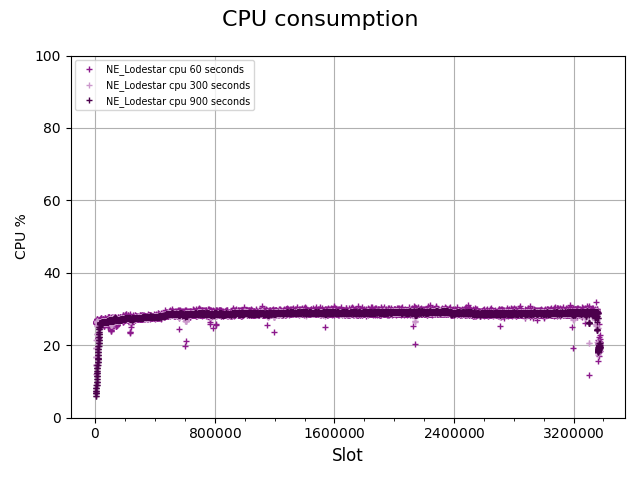 CPU consumption
NE_Lodestar cpu 60 seconds
NE_Lodestar cpu 300 seconds
NE_Lodestar cpu 900 seconds
100
80
60
40
20
0
CPU %
0 800000 1600000 2400000 3200000
Slot